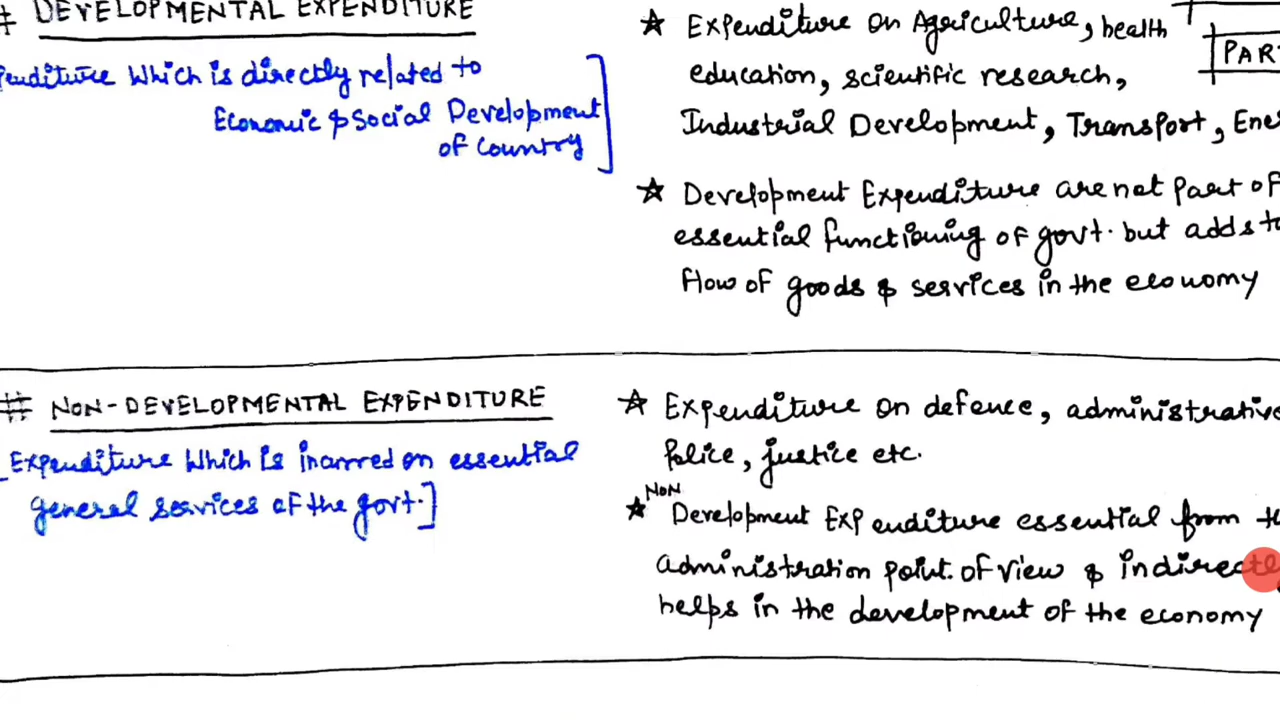 # DEVELOPMENTAL EXPENDITURE
Which is directly related to
Economic & Social Development
of Country
★ Expenditure on Agriculture, health
education, scientific research,
Industrial Development, Transport,
★ Development Expenditure are not part of
essential functioning of govt. but adds to
flow of goods & services in the economy
# NON-DEVELOPMENTAL EXPENDITURE
[Expenditure Which is incurred on essential
general services of the govt.]
★ Expenditure on defence, administrative
Police, justice etc.
NON
★ Development Expenditure essential from
administration point of view &
helps in the development of the economy